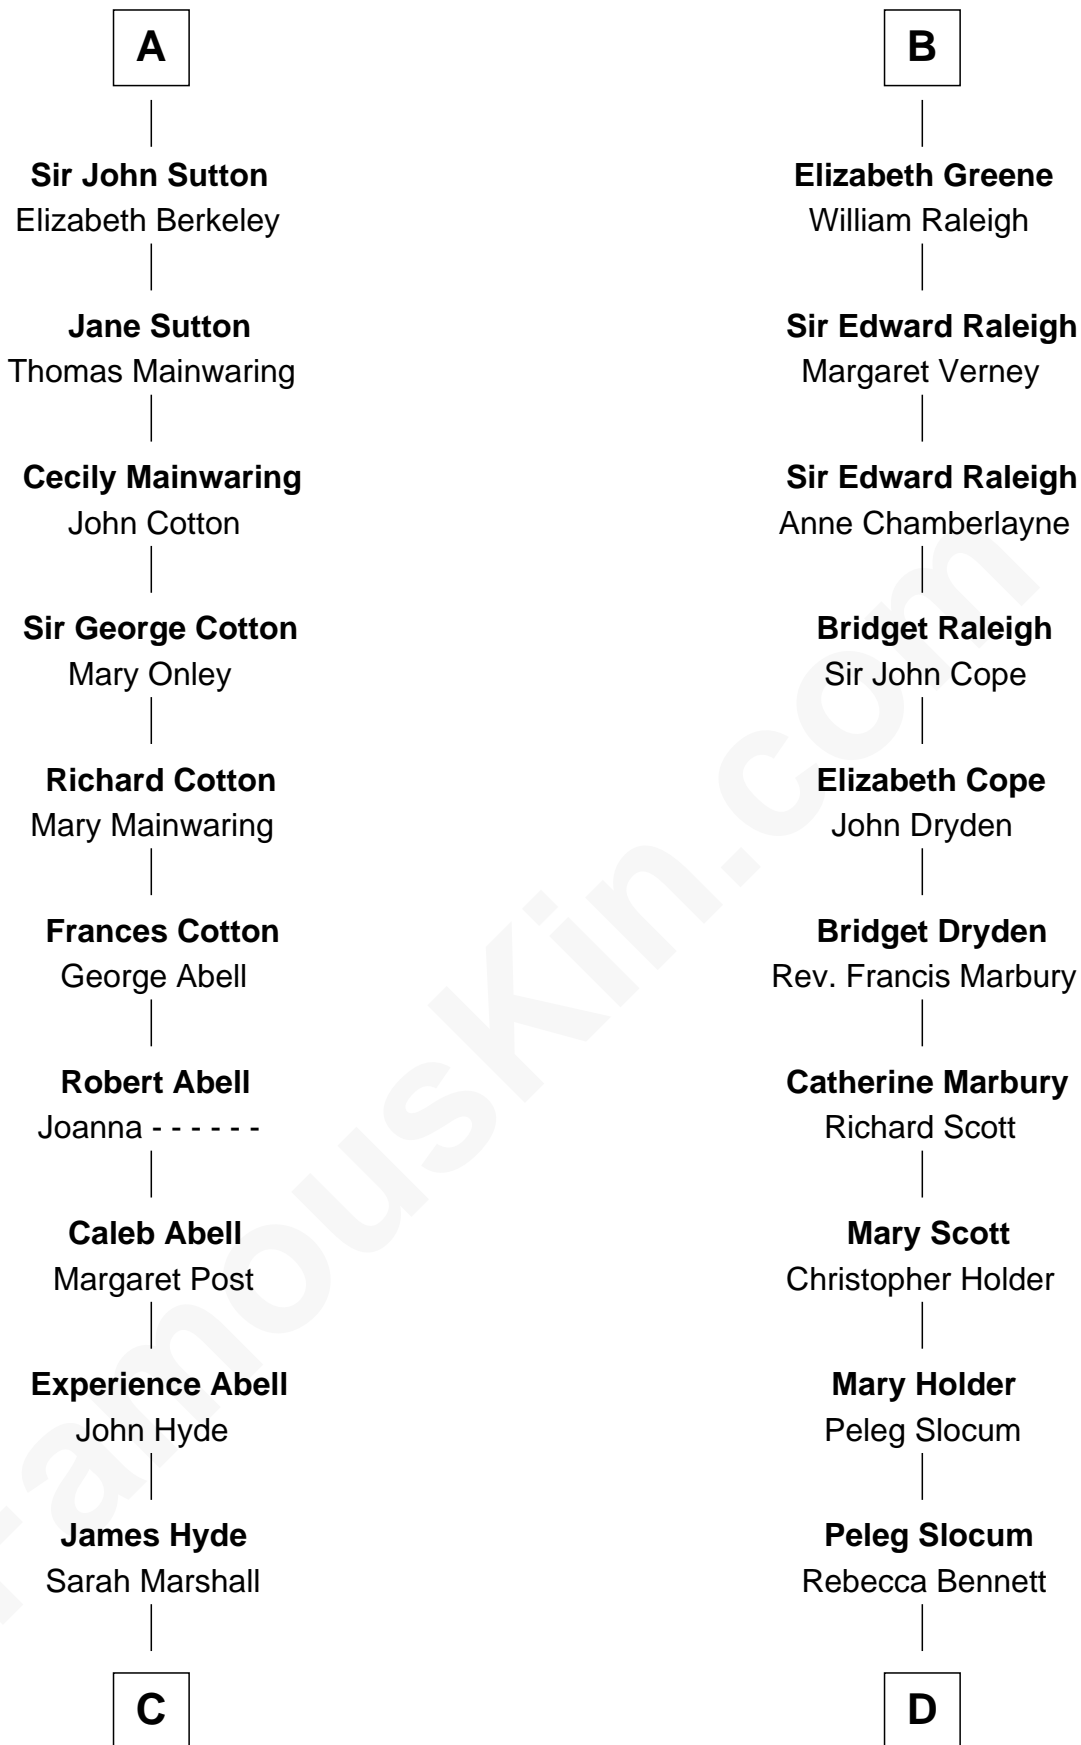 A
Sir John Sutton
Elizabeth Berkeley
Jane Sutton
Thomas Mainwaring
Cecily Mainwaring
John Cotton
Sir George Cotton
Mary Onley
Richard Cotton
Mary Mainwaring
Frances Cotton
George Abell
Robert Abell
Joanna - - - - - -
Caleb Abell
Margaret Post
Experience Abell
John Hyde
James Hyde
Sarah Marshall
C
B
Elizabeth Greene
William Raleigh
Sir Edward Raleigh
Margaret Verney
Sir Edward Raleigh
Anne Chamberlayne
Bridget Raleigh
Sir John Cope
Elizabeth Cope
John Dryden
Bridget Dryden
Rev. Francis Marbury
Catherine Marbury
Richard Scott
Mary Scott
Christopher Holder
Mary Holder
Peleg Slocum
Peleg Slocum
Rebecca Bennett
D
FamousKin.com